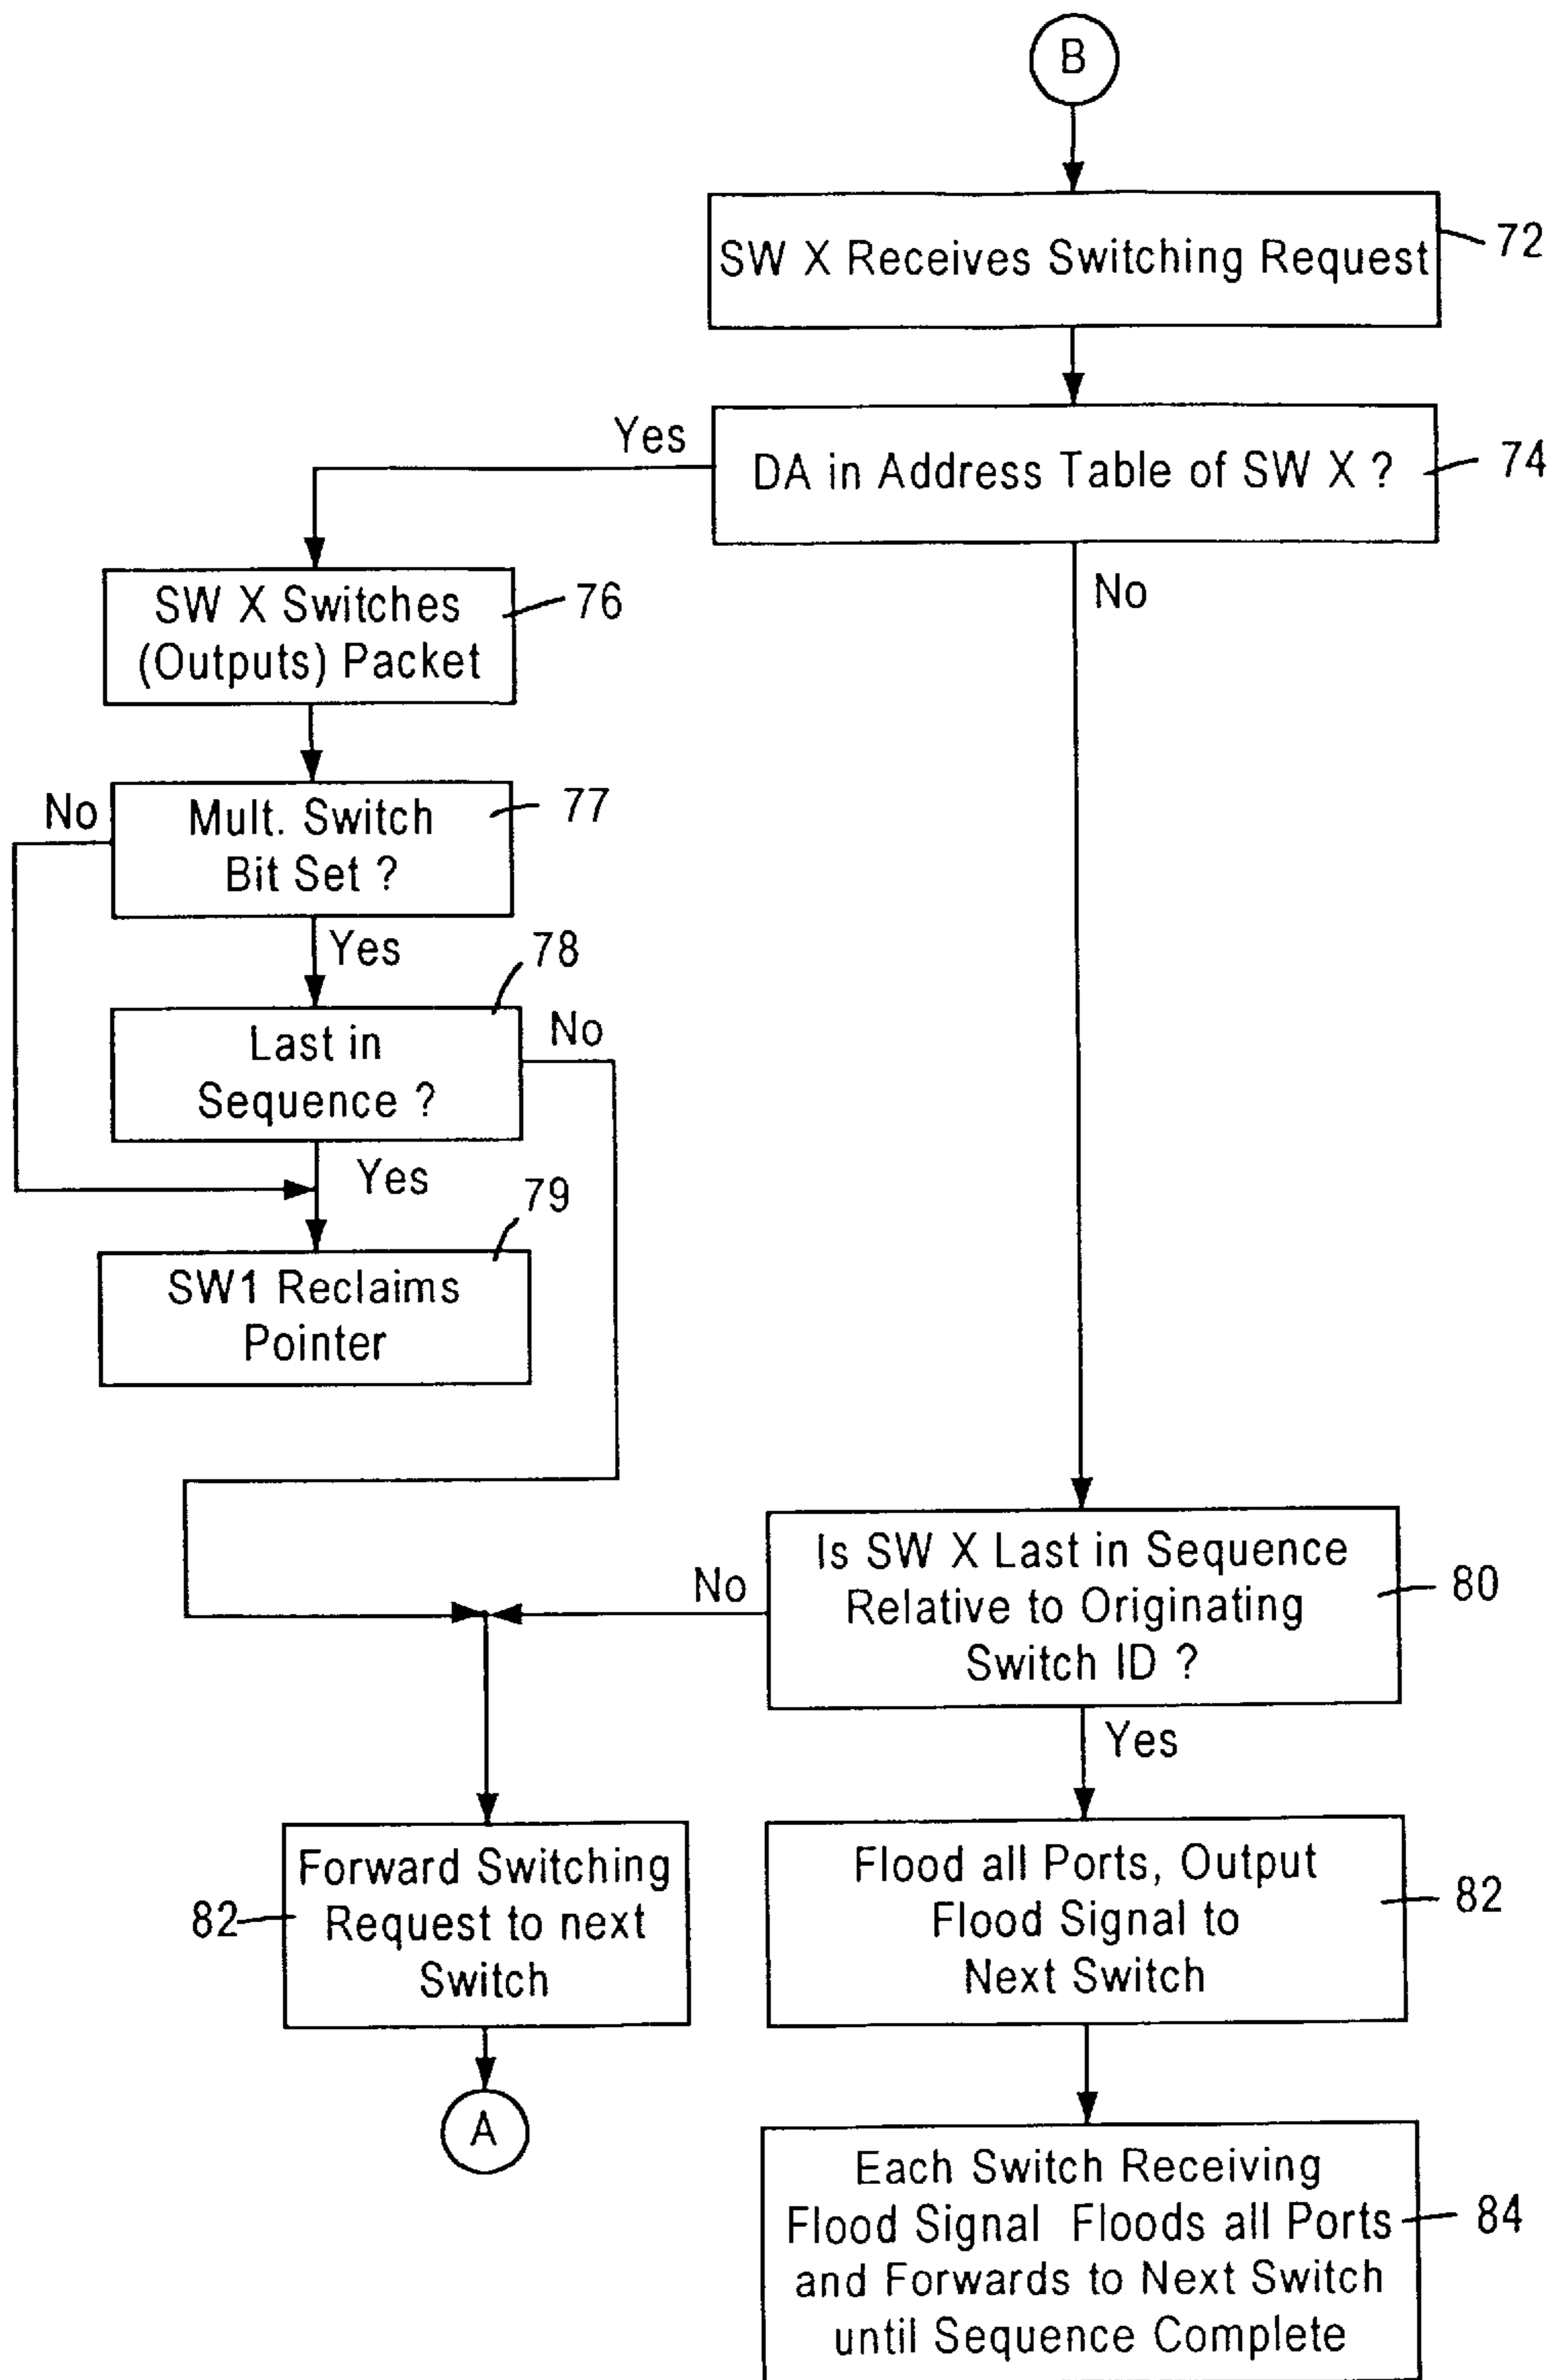 B
SW X Receives Switching Request
72
Yes
DA in Address Table of SW X ?
74
No
SW X Switches
(Outputs) Packet
76
No
Mult. Switch
Bit Set ?
77
Yes
78
Last in
Sequence ?
No
Yes
79
SW1 Reclaims
Pointer
Is SW X Last in Sequence
Relative to Originating
Switch ID ?
80
No
Yes
Forward Switching
Request to next
Switch
82
Flood all Ports, Output
Flood Signal to
Next Switch
82
A
Each Switch Receiving
Flood Signal Floods all Ports
and Forwards to Next Switch
until Sequence Complete
84